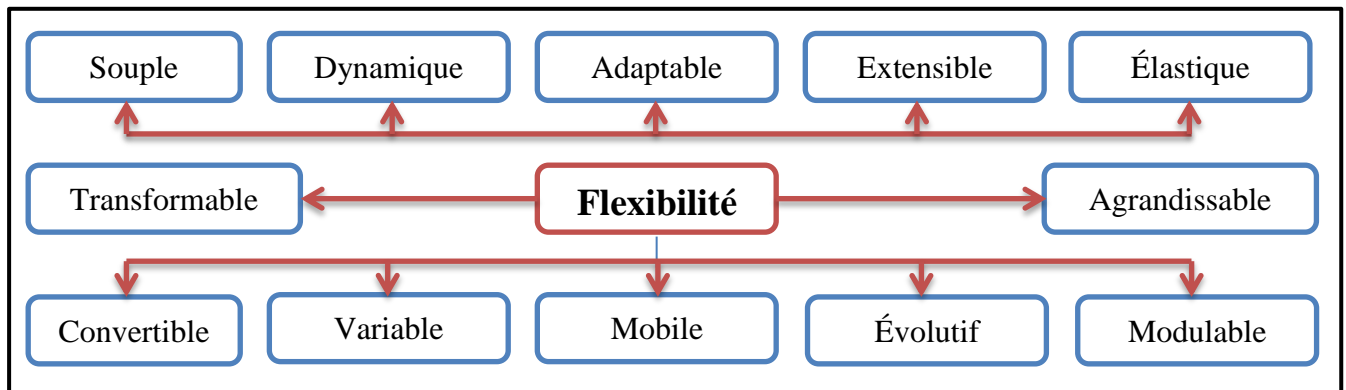 Souple
Dynamique
Adaptable
Extensible
Élastique
Transformable
Flexibilité
Agrandissable
Convertible
Variable
Mobile
Évolutif
Modulable